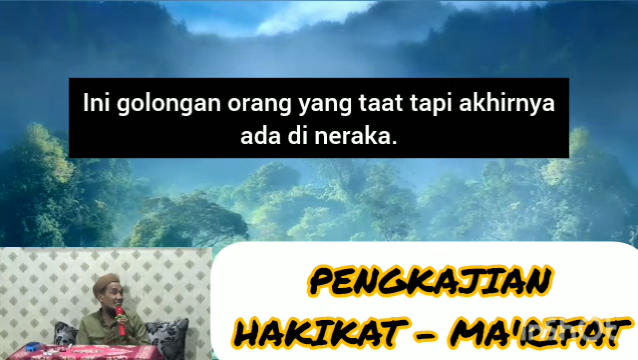 Ini golongan orang yang taat tapi akhirnya
ada di neraka.
PENGKAJIAN
HAKIKAT - MA'RIFAT